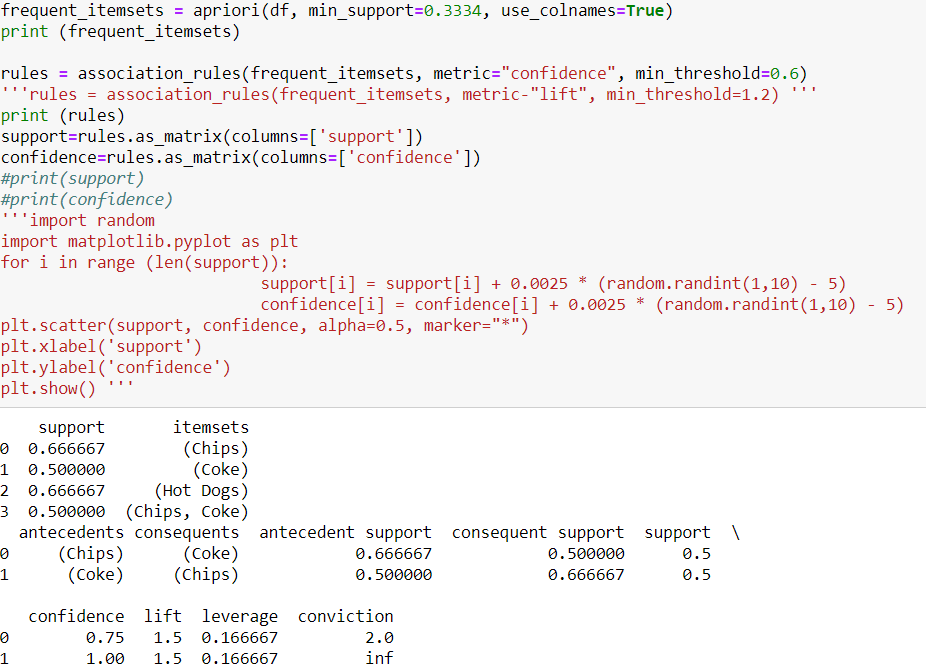 frequent_itemsets = apriori(df, min_support=0.3334, use_colnames=True)
print (frequent_itemsets)

rules = association_rules(frequent_itemsets, metric="confidence", min_threshold=0.6)
'''rules = association_rules(frequent_itemsets, metric-"lift", min_threshold=1.2) '''
print (rules)
support=rules.as_matrix(columns=['support'])
confidence=rules.as_matrix(columns=['confidence'])
#print(support)
#print(confidence)
'''import random
import matplotlib.pyplot as plt
for i in range (len(support)):
                           support[i] = support[i] + 0.0025 * (random.randint(1,10) - 5)
                           confidence[i] = confidence[i] + 0.0025 * (random.randint(1,10) - 5)
plt.scatter(support, confidence, alpha=0.5, marker="*")
plt.xlabel('support')
plt.ylabel('confidence')
plt.show() '''
    support       itemsets
0  0.666667        (Chips)
1  0.500000         (Coke)
2  0.666667     (Hot Dogs)
3  0.500000  (Chips, Coke)
  antecedents consequents  antecedent support  consequent support  support  \
0     (Chips)      (Coke)            0.666667            0.500000      0.5
1      (Coke)     (Chips)            0.500000            0.666667      0.5

   confidence  lift  leverage  conviction
0        0.75   1.5  0.166667         2.0
1        1.00   1.5  0.166667         inf